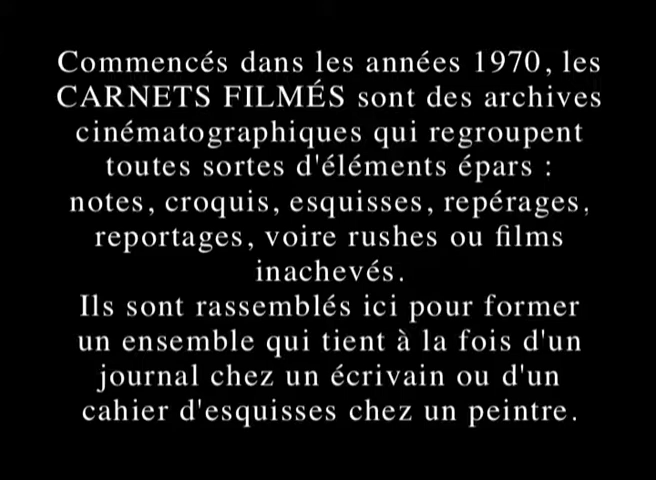 Commencés dans les années 1970, les
CARNETS FILMÉS sont des archives
cinématographiques qui regroupent
toutes sortes d'éléments épars :
notes, croquis, esquisses, repérages,
reportages, voire rushes ou films
inachevés.
Ils sont rassemblés ici pour former
un ensemble qui tient à la fois d'un
journal chez un écrivain ou d'un
cahier d'esquisses chez un peintre.